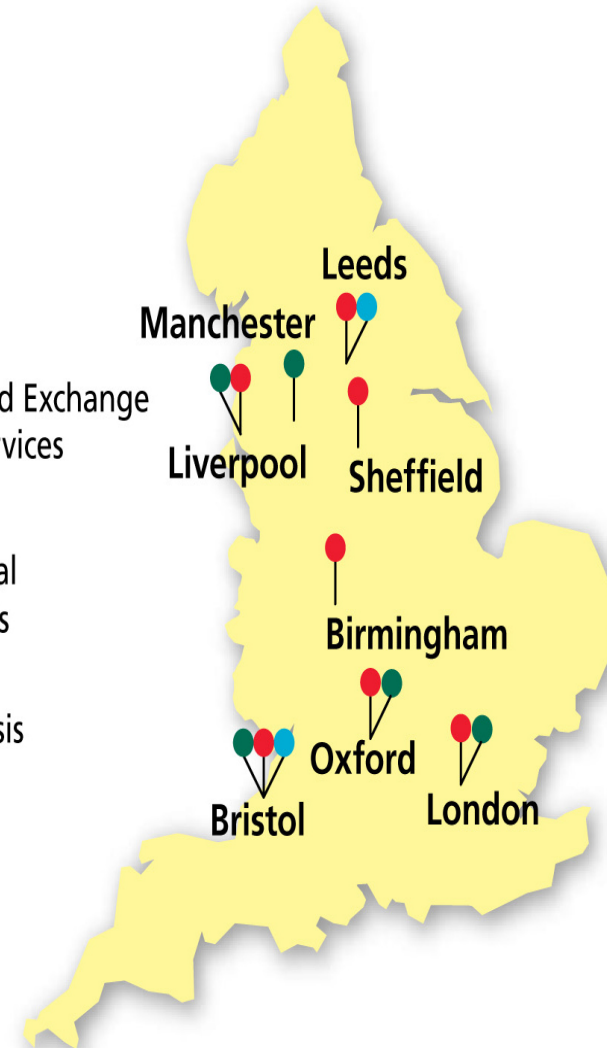 Leeds
Manchester
d Exchange
vices
Liverpool
Sheffield
al
s
Birmingham
sis
Oxford
London
Bristol